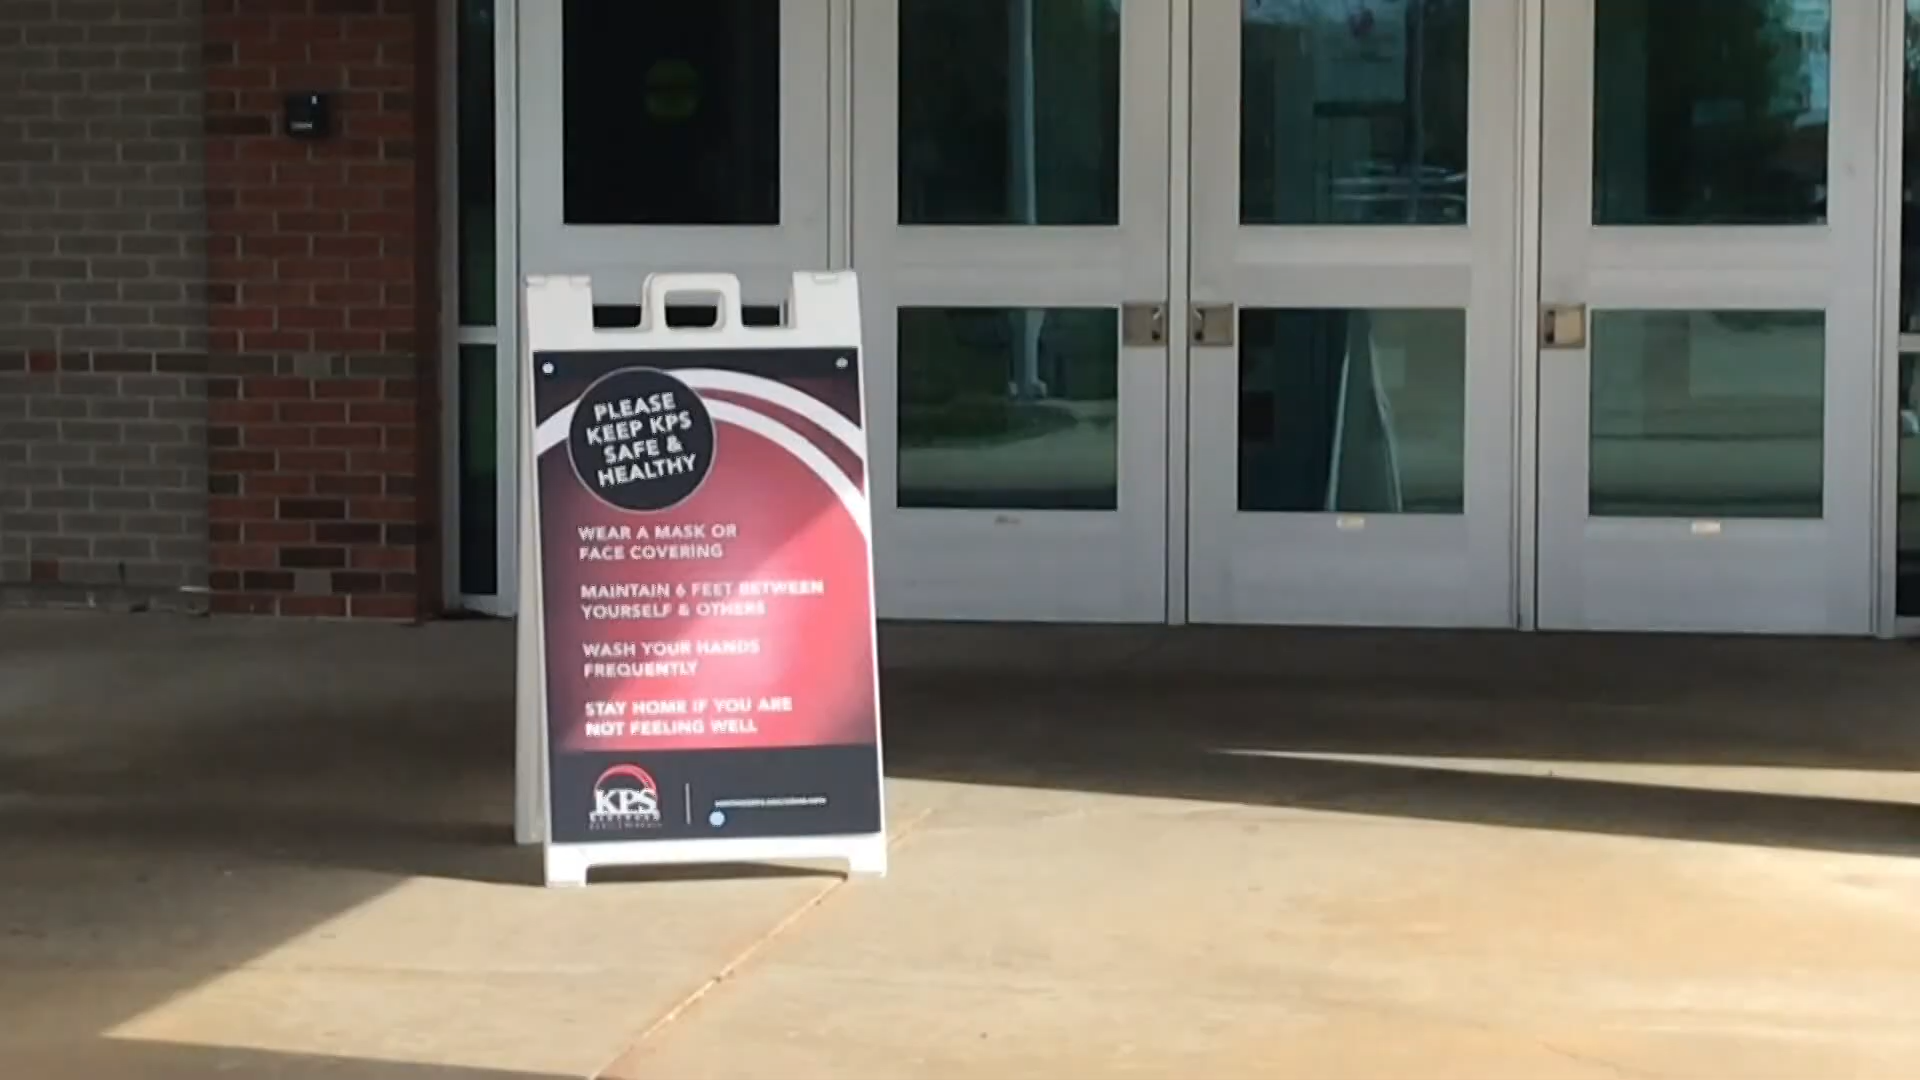 PLEASE
KEEP KPS
SAFE &
HEALTHY
WEAR A MASK OR
FACE COVERING
MAINTAIN 6 FEET BETWEEN
YOURSELF & OTHERS
WASH YOUR HANDS
FREQUENTLY
STAY HOME IF YOU ARE
NOT FEELING WELL
KPS